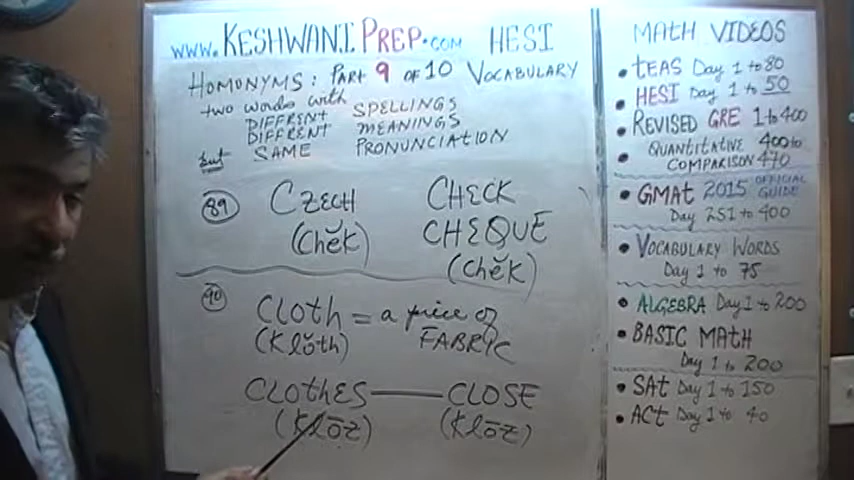 www.KESHWANIPREP.com HESI
HOMONYMS: PART 9 OF 10 VOCABULARY
two words with
DIFFRENT SPELLINGS
DIFFRENT MEANINGS
but SAME PRONUNCIATION
89 CZECH CHECK
(Chĕk) CHEQUE
(Chĕk)
90 Cloth = a piece of
(Klŏth) FABRIC
CLOTHES — CLOSE
(Klōz) (Klōz)
MATH VIDEOS
• tEAS Day 1 to 80
• HESI Day 1 to 50
• REVISED GRE 1 to 400
• QUANTITATIVE 400 to
COMPARISON 470
• GMAt 2015 OFFICIAL GUIDE
Day 251 to 400
• VOCABULARY WORDS
Day 1 to 75
• ALGEBRA Day 1 to 200
• BASIC MATH
Day 1 to 200
• SAt Day 1 to 150
• ACt Day 1 to 40